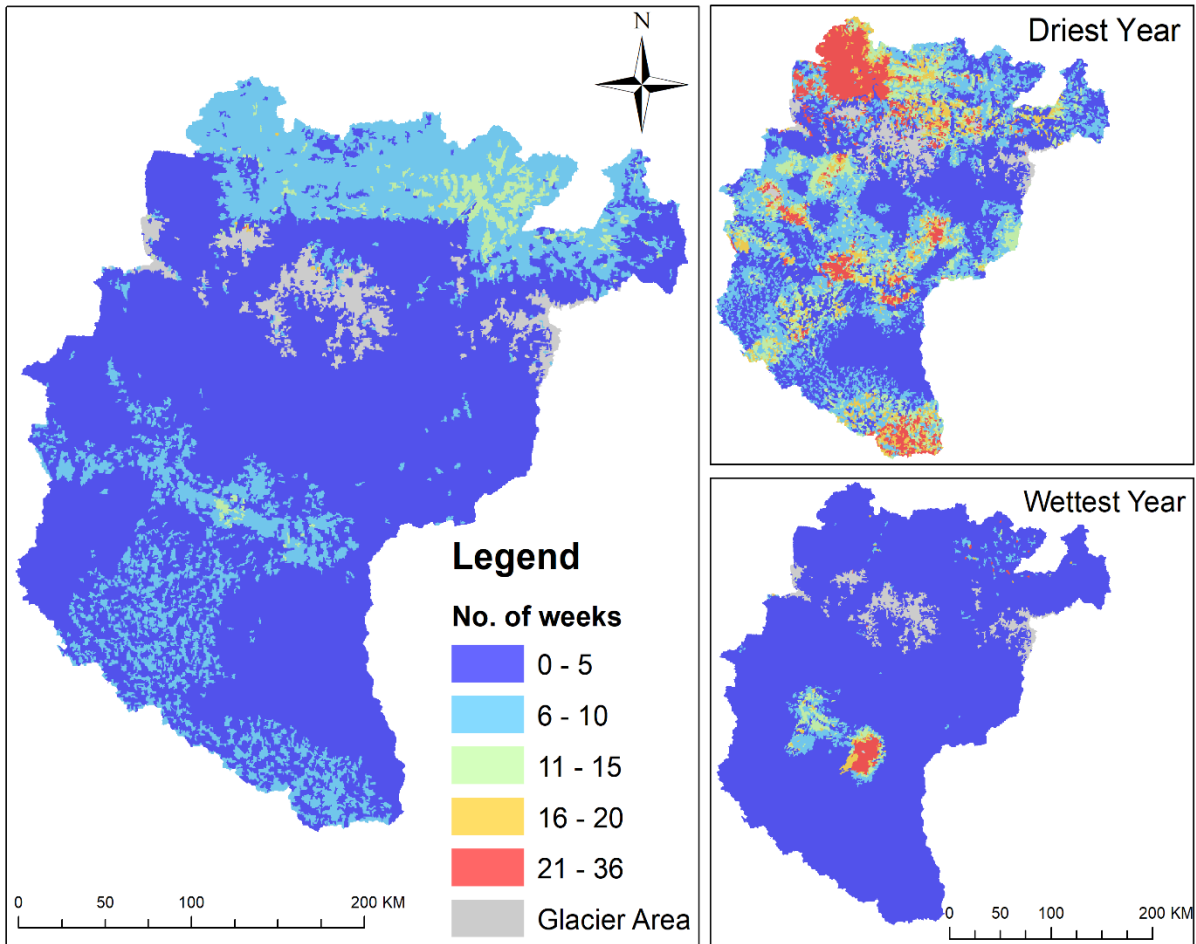 N
Legend
No. of weeks
0 - 5
6 - 10
11 - 15
16 - 20
21 - 36
Glacier Area
0 50 100 200 KM
Driest Year
Wettest Year
0 50 100 200 KM